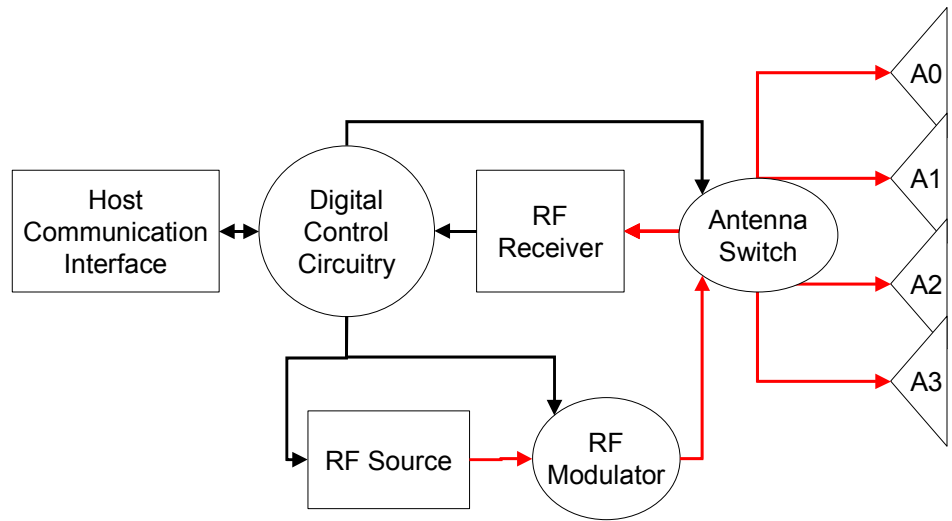 Host
Communication
Interface
Digital
Control
Circuitry
RF
Receiver
Antenna
Switch
A0
A1
A2
A3
RF Source
RF
Modulator